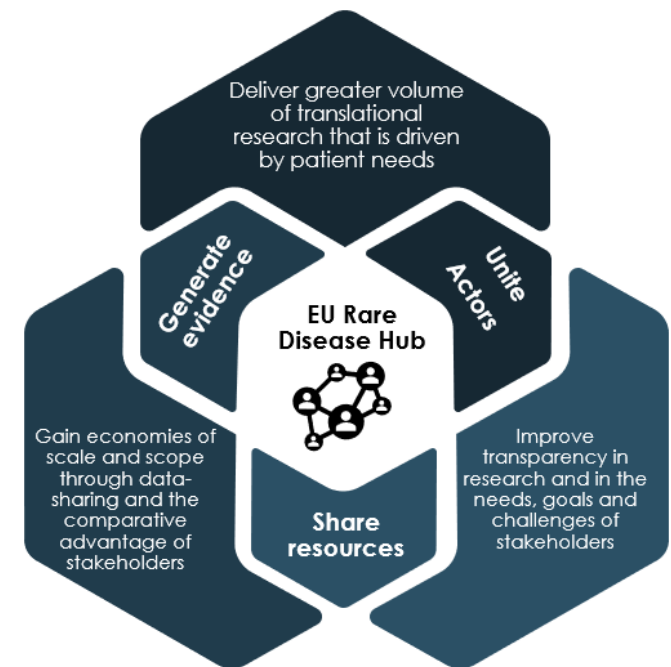 Deliver greater volume
of translational
research that is driven
by patient needs
Generate
evidence
Unite
Actors
EU Rare
Disease Hub
Gain economies of
scale and scope
through data-
sharing and the
comparative
advantage of
stakeholders
Share
resources
Improve
transparency in
research and in the
needs, goals and
challenges of
stakeholders